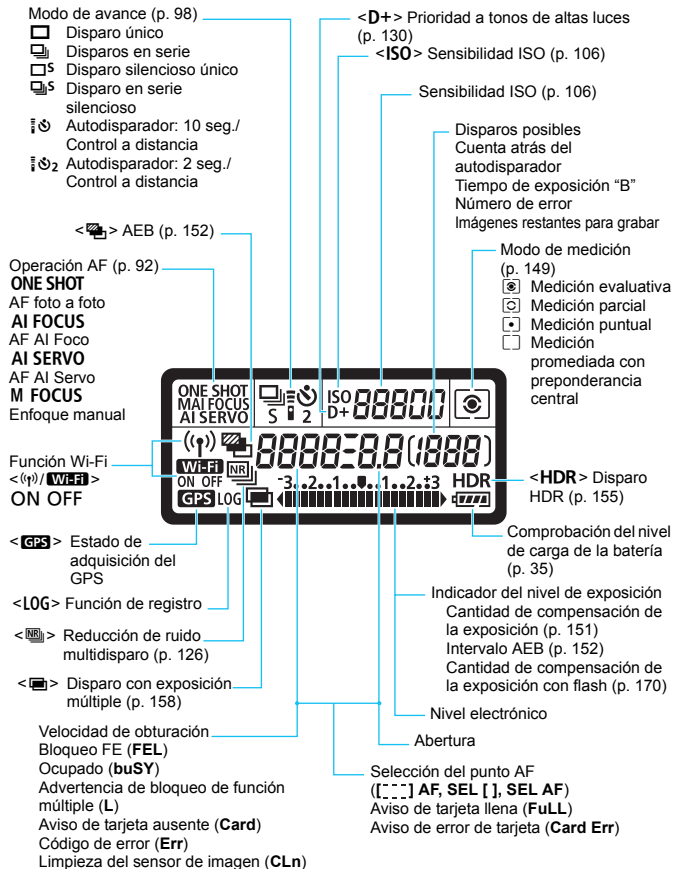 Modo de avance (p. 98)
Disparo único
Disparos en serie
S Disparo silencioso único
S Disparo en serie
silencioso
Autodisparador: 10 seg./
Control a distancia
2 Autodisparador: 2 seg./
Control a distancia
<D+> Prioridad a tonos de altas luces
(p. 130)
<ISO> Sensibilidad ISO (p. 106)
Sensibilidad ISO (p. 106)
Disparos posibles
Cuenta atrás del
autodisparador
Tiempo de exposición “B”
Número de error
Imágenes restantes para grabar
< > AEB (p. 152)
Operación AF (p. 92)
ONE SHOT
AF foto a foto
AI FOCUS
AF AI Foco
AI SERVO
AF AI Servo
M FOCUS
Enfoque manual
Modo de medición
(p. 149)
Medición evaluativa
Medición parcial
Medición puntual
Medición
promediada con
preponderancia
central
ONE SHOT
MAI FOCUS
AI SERVO
S 2
ISO
D+
88800
8888 8.8 (1888)
Wi-Fi
ON OFF
NR
GPS LOG
-3..2..1..0..1..2.±3
HDR
Función Wi-Fi
<((ı))/ Wi-Fi >
ON OFF
<GPS> Estado de
adquisición del
GPS
<LOG> Función de registro
<NR> Reducción de ruido
multidisparo (p. 126)
< > Disparo con exposición
múltiple (p. 158)
<HDR> Disparo
HDR (p. 155)
Comprobación del nivel
de carga de la batería
(p. 35)
Indicador del nivel de exposición
Cantidad de compensación de
la exposición (p. 151)
Intervalo AEB (p. 152)
Cantidad de compensación de
la exposición con flash (p. 170)
Nivel electrónico
Abertura
Velocidad de obturación
Bloqueo FE (FEL)
Ocupado (buSY)
Advertencia de bloqueo de función
múltiple (L)
Aviso de tarjeta ausente (Card)
Código de error (Err)
Limpieza del sensor de imagen (CLn)
Selección del punto AF
([---] AF, SEL [ ], SEL AF)
Aviso de tarjeta llena (FuLL)
Aviso de error de tarjeta (Card Err)